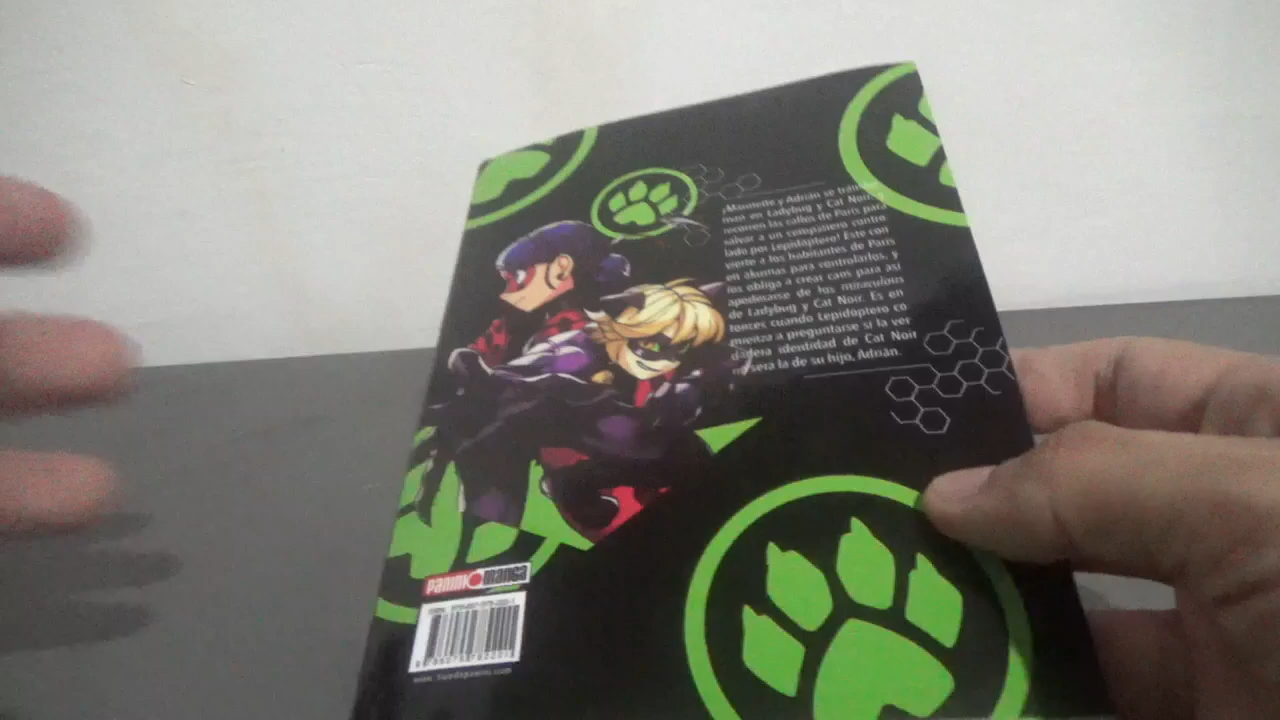 ¡Marinette y Adrián se trans
man en Ladybug y Cat Noir y
recorren las calles de París para
salvar a un compañero contro
lado por Lepidóptero! Éste con
vierte a los habitantes de París
en akumas para controlarlos, y
los obliga a crear caos para así
apoderarse de los miraculous
de Ladybug y Cat Noir. Es en
tonces cuando Lepidóptero co
mienza a preguntarse si la ver
dadera identidad de Cat Noir
no será la de su hijo, Adrián.
PANINI MANGA